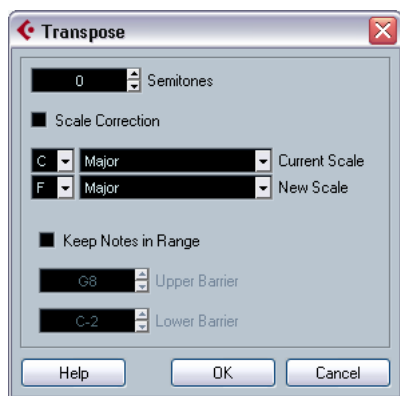 Transpose
0 Semitones
Scale Correction
C Major Current Scale
F Major New Scale
Keep Notes in Range
G8 Upper Barrier
C-2 Lower Barrier
Help OK Cancel